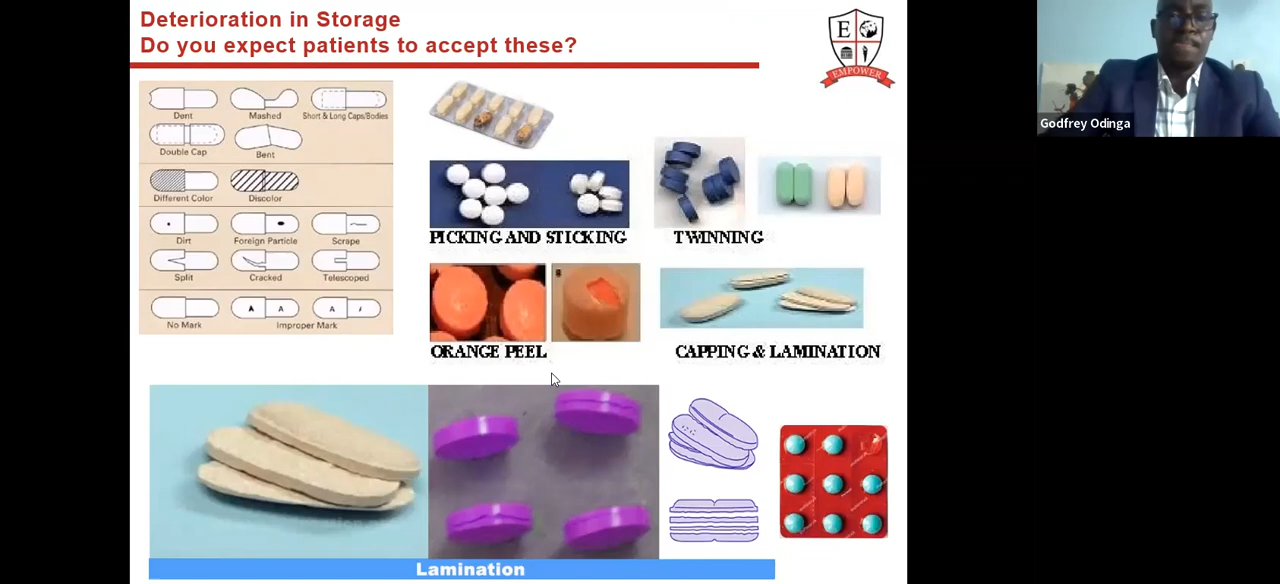 Deterioration in Storage
Do you expect patients to accept these?
E
EMPOWER
Godfrey Odinga
Dent
Mashed
Short & Long Caps/Bodies
Double Cap
Bent
Different Color
Discolor
Dirt
Foreign Particle
Scrape
Split
Cracked
Telescoped
A A
A
No Mark
Improper Mark
PICKING AND STICKING
TWINNING
ORANGE PEEL
CAPPING & LAMINATION
Lamination